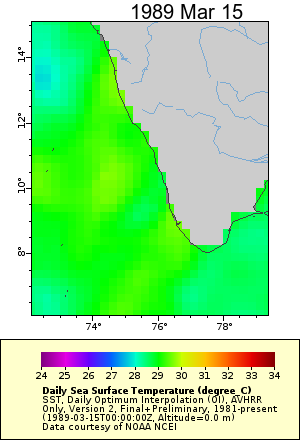 1989 Mar 15
14°
12°
10°
8°
74° 76° 78°
24 25 26 27 28 29 30 31 32 33 34
Daily Sea Surface Temperature (degree_C)
SST, Daily Optimum Interpolation (OI), AVHRR
Only, Version 2, Final+Preliminary, 1981-present
(1989-03-15T00:00:00Z, Altitude=0.0 m)
Data courtesy of NOAA NCEI